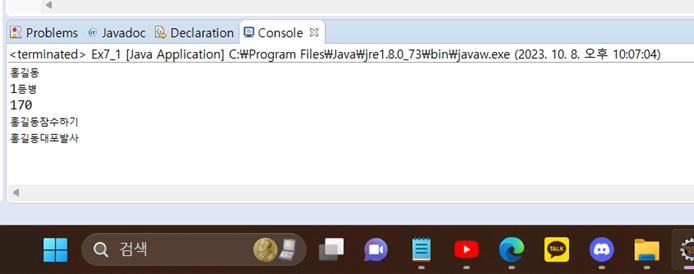 Problems @ Javadoc Declaration Console
<terminated> Ex7_1 [Java Application] C:₩Program Files₩Java₩jre1.8.0_73₩bin₩javaw.exe (2023. 10. 8. 오후 10:07:04)
홍길동
1등병
170
홍길동잠수하기
홍길동대포발사
검색
TALK